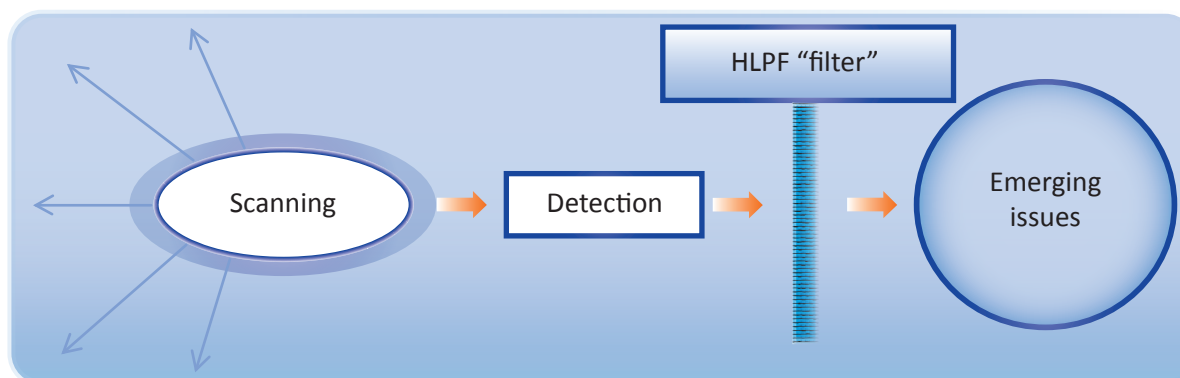 HLPF “filter”
Scanning
Detection
Emerging
issues